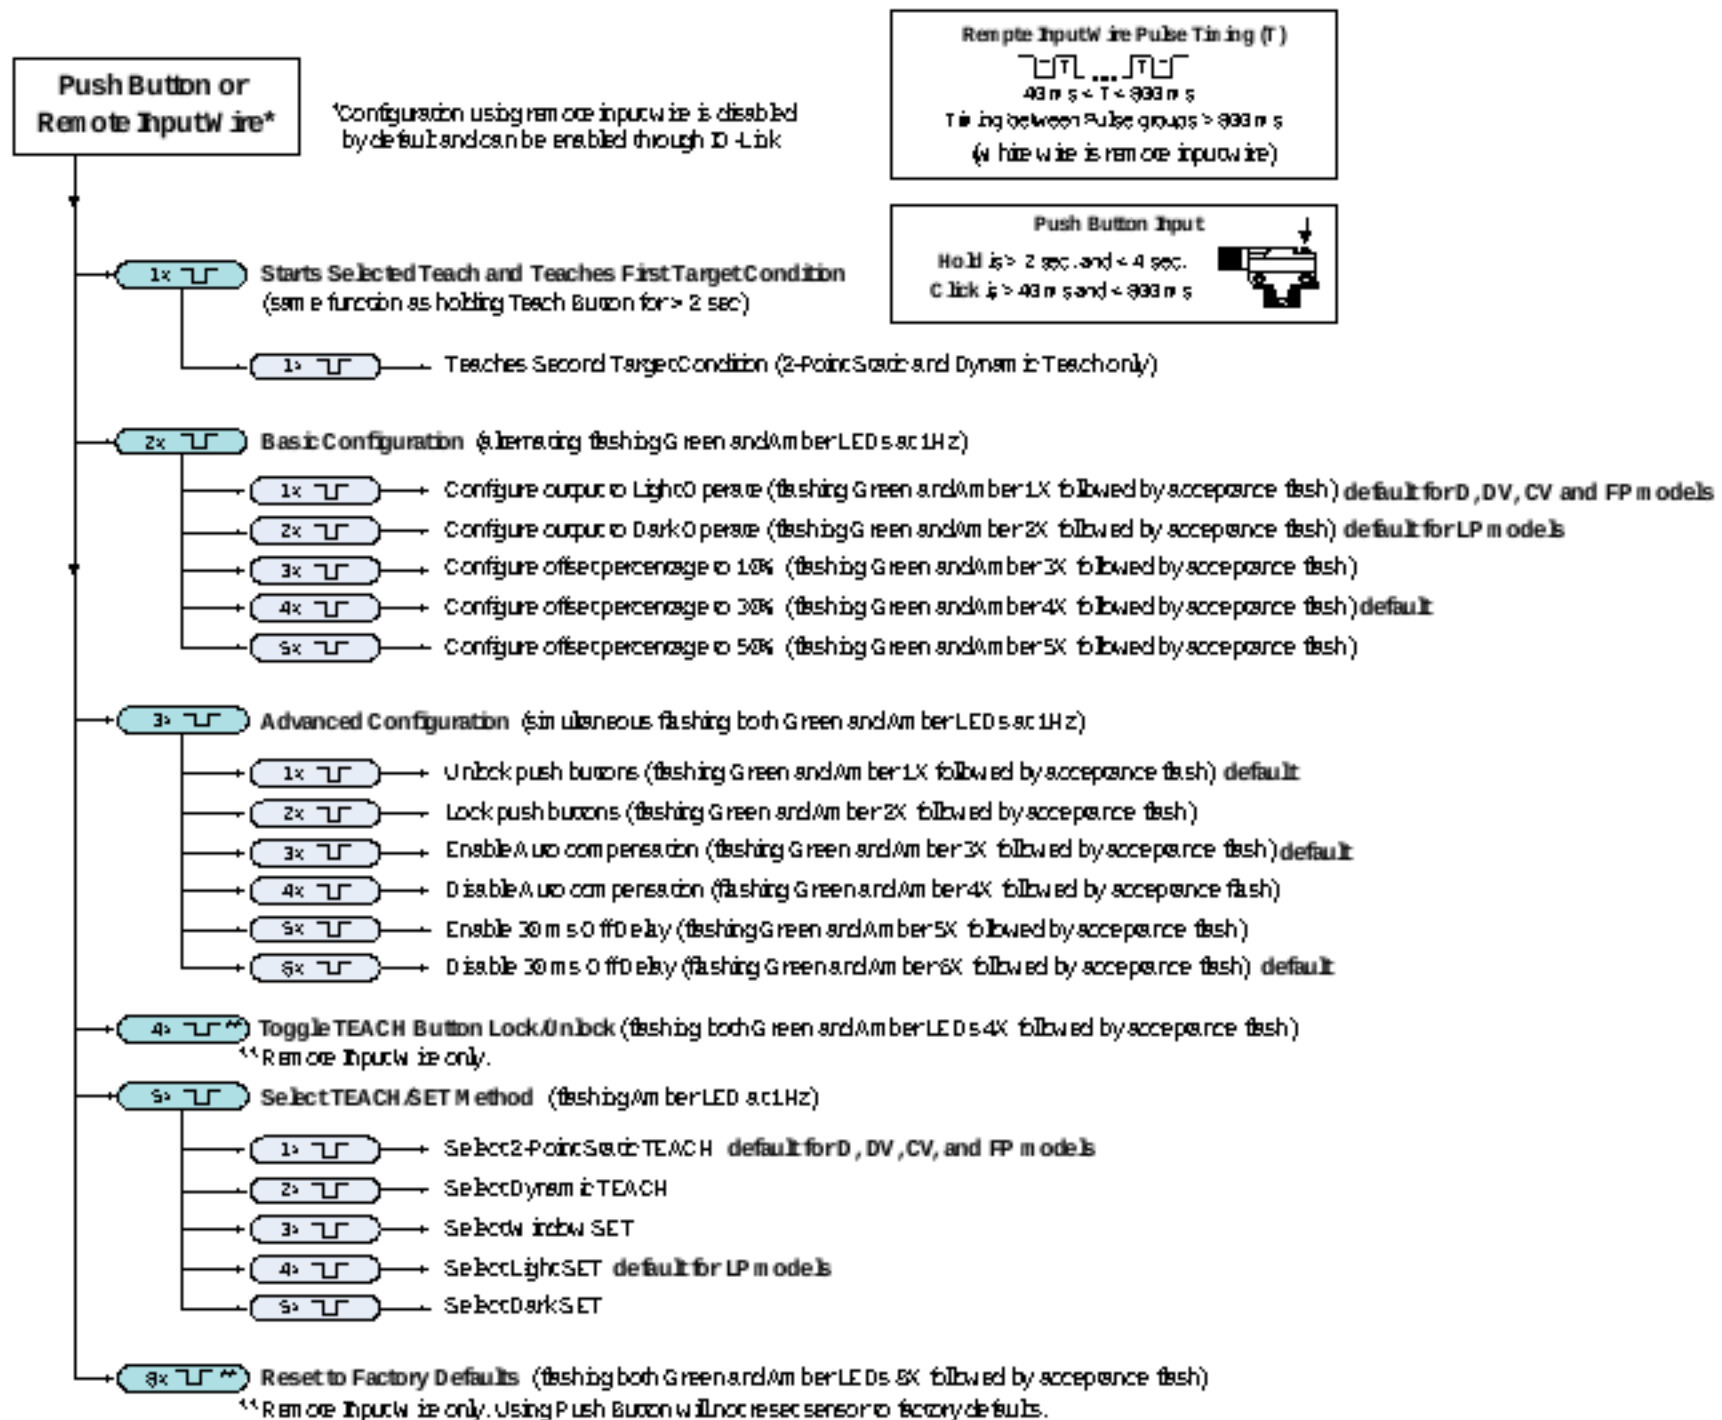 Push Button or
Remote Input Wire*
*Configuration using remote input wire is disabled
by default and can be enabled through IO-Link
Remote Input Wire Pulse Timing (T)
T ... T
40 ms < T < 800 ms
Timing between Pulse groups > 800 ms
(white wire is remote input wire)
Push Button Input
Hold is > 2 sec. and < 4 sec.
Click is > 40 ms and < 800 ms
1x Starts Selected Teach and Teaches First Target Condition
(same function as holding Teach Button for > 2 sec)
1x Teaches Second Target Condition (2-Point Static and Dynamic Teach only)
2x Basic Configuration (alternating flashing Green and Amber LEDs at 1Hz)
1x Configure output to Light Operate (flashing Green and Amber 1X followed by acceptance flash) default for D, DV, CV and FP models
2x Configure output to Dark Operate (flashing Green and Amber 2X followed by acceptance flash) default for LP models
3x Configure offset percentage to 10% (flashing Green and Amber 3X followed by acceptance flash)
4x Configure offset percentage to 30% (flashing Green and Amber 4X followed by acceptance flash) default
5x Configure offset percentage to 50% (flashing Green and Amber 5X followed by acceptance flash)
3x Advanced Configuration (simultaneous flashing both Green and Amber LEDs at 1Hz)
1x Unlock push buttons (flashing Green and Amber 1X followed by acceptance flash) default
2x Lock push buttons (flashing Green and Amber 2X followed by acceptance flash)
3x Enable Auto compensation (flashing Green and Amber 3X followed by acceptance flash) default
4x Disable Auto compensation (flashing Green and Amber 4X followed by acceptance flash)
5x Enable 30 ms Off Delay (flashing Green and Amber 5X followed by acceptance flash)
6x Disable 30 ms Off Delay (flashing Green and Amber 6X followed by acceptance flash) default
4x ** Toggle TEACH Button Lock/Unlock (flashing both Green and Amber LEDs 4X followed by acceptance flash)
**Remote Input Wire only.
5x Select TEACH/SET Method (flashing Amber LED at 1Hz)
1x Select 2-Point Static TEACH default for D, DV, CV, and FP models
2x Select Dynamic TEACH
3x Select Window SET
4x Select Light SET default for LP models
5x Select Dark SET
8x ** Reset to Factory Defaults (flashing both Green and Amber LEDs 8X followed by acceptance flash)
**Remote Input Wire only. Using Push Button will not reset sensor to factory defaults.